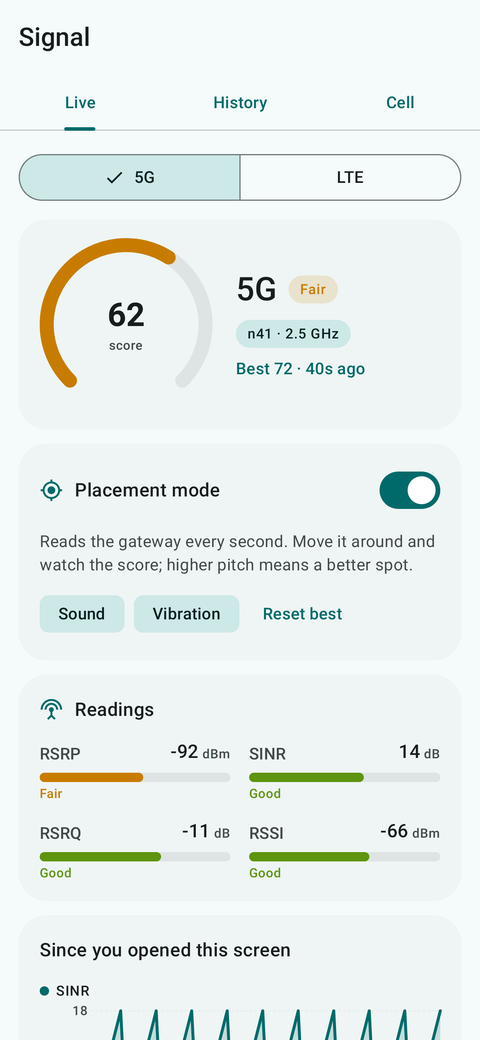 Signal
Live History Cell
5G LTE
62
score
5G Fair
n41 · 2.5 GHz
Best 72 · 40s ago
Placement mode
Reads the gateway every second. Move it around and
watch the score; higher pitch means a better spot.
Sound Vibration Reset best
Readings
RSRP -92 dBm SINR 14 dB
Fair Good
RSRQ -11 dB RSSI -66 dBm
Good Good
Since you opened this screen
SINR
18